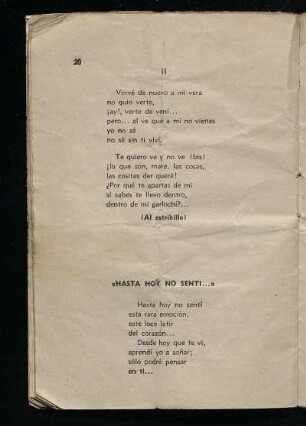 20
II
Vorvé de nuevo a mi vera
no quio verte,
¡ay!, verte de vení...
pero... al ve que a mí no vienes
yo no sé
no sé sin ti viví.
Te quiero ve y no ve (bis)
¡lo que son, mare, las cosas,
las cositas der queré!
¿Por qué te apartas de mí
si sabes te llevo dentro,
dentro de mi garlochí?...
(Al estribillo)
«HASTA HOY NO SENTI...»
Hasta hoy no sentí
esta rara emoción,
este loco latir
del corazón...
Desde hoy que te ví,
aprendí yo a soñar;
sólo podré pensar
en ti...